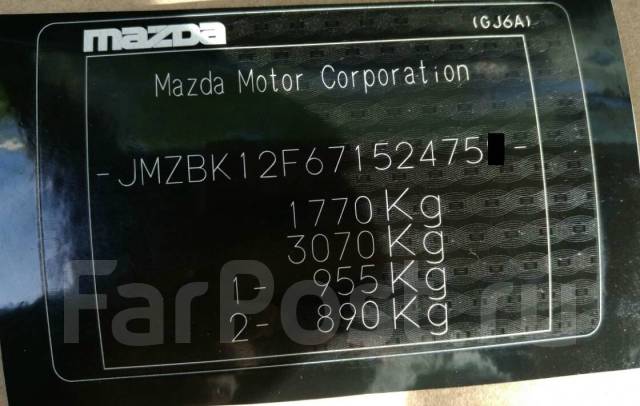 mazda
(GJ6A)
Mazda Motor Corporation
-JMZBK12F67152475 -
1770Kg
3070Kg
1- 955Kg
2- 890Kg
FarPost.ru